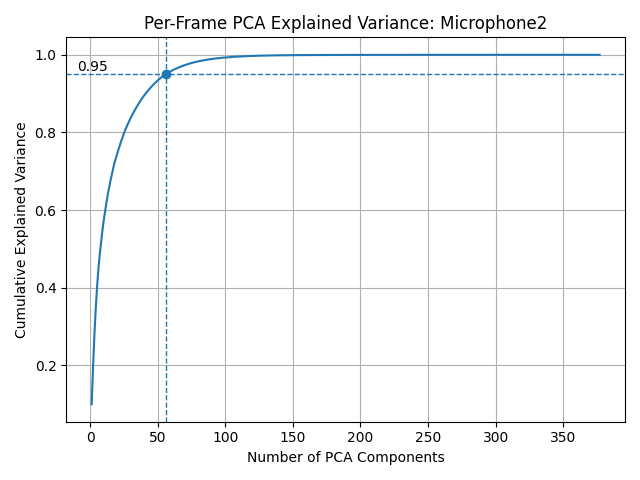 Per-Frame PCA Explained Variance: Microphone2
1.0
0.95
0.8
0.6
0.4
0.2
Cumulative Explained Variance
0 50 100 150 200 250 300 350
Number of PCA Components